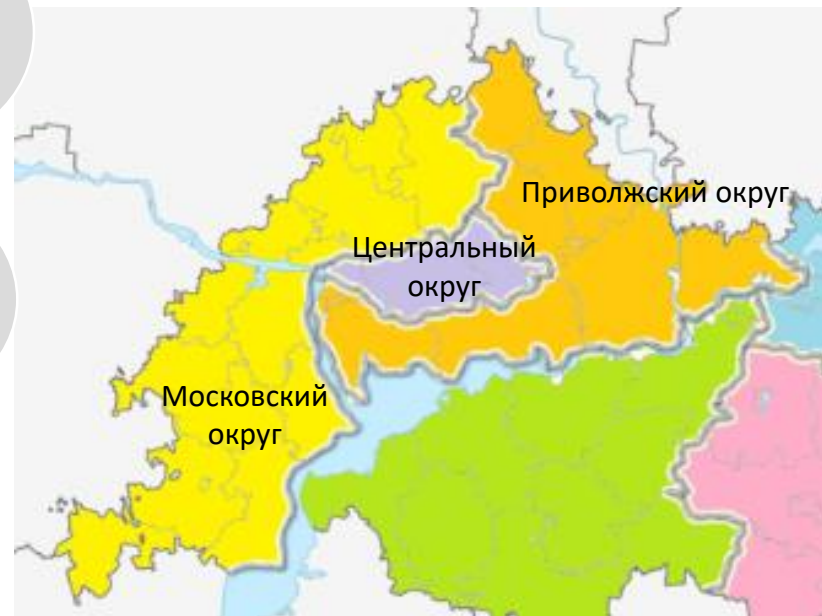 Приволжский округ
Центральный
округ
Московский
округ